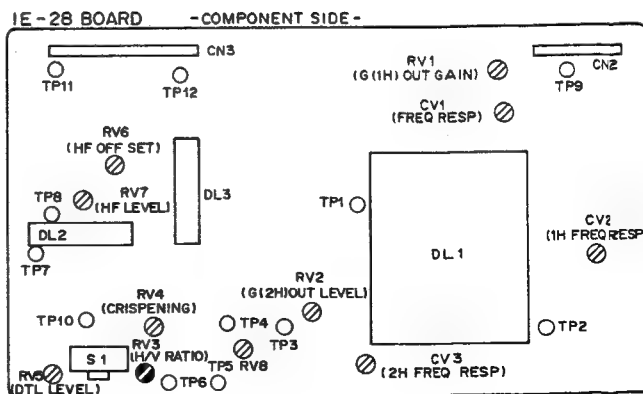 IE-28 BOARD -COMPONENT SIDE-
CN3
TP11
TP12
RV1
(G(1H) OUT GAIN)
CN2
TP9
CV1
(FREQ RESP)
RV6
(HF OFF SET)
RV7
(HF LEVEL)
TP8
DL2
TP7
DL3
TP1
DL1
CV2
(1H FREQ RESP)
RV2
(G(2H)OUT LEVEL)
RV4
(CRISPENING)
TP10
TP4
TP3
TP2
RV3
(H/V RATIO)
S1
RV5
(DTL LEVEL)
TP6
TP5
RV8
CV3
(2H FREQ RESP)